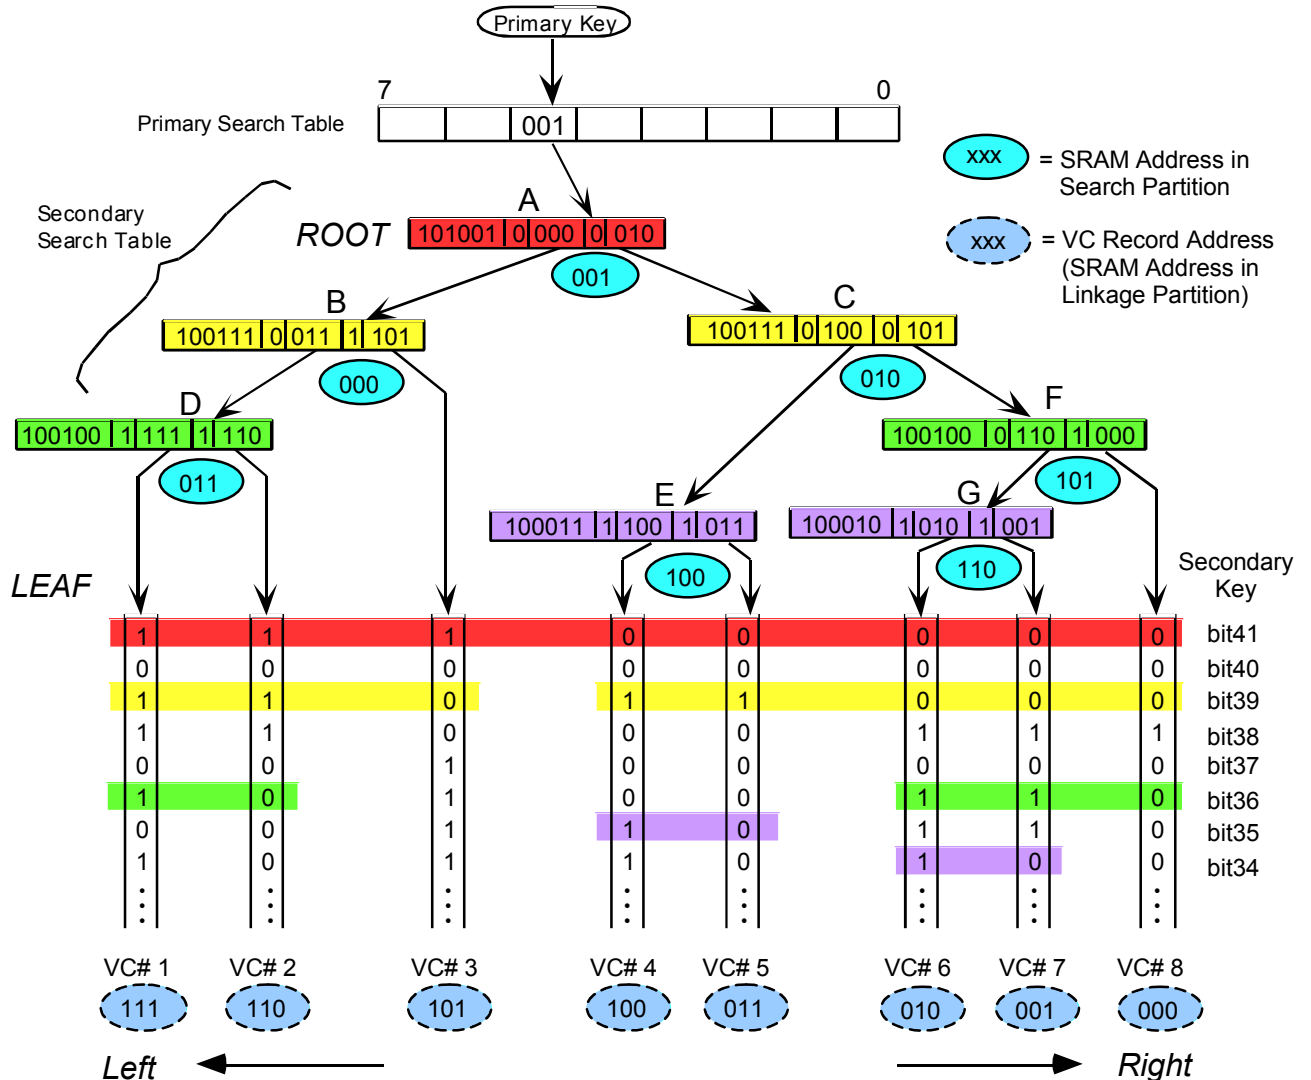 Primary Key
7 0
Primary Search Table
001
xxx = SRAM Address in
Search Partition
Secondary
Search Table
A
ROOT
101001 0 000 0 010
001
xxx = VC Record Address
(SRAM Address in
Linkage Partition)
B
100111 0 011 1 101
000
C
100111 0 100 0 101
010
D
100100 1 111 1 110
011
F
100100 0 110 1 000
101
E
100011 1 100 1 011
100
G
100010 1 010 1 001
110
LEAF
Secondary
Key
1 1 1 0 0 0 0 0 bit41
0 0 0 0 0 0 0 0 bit40
1 1 0 1 1 0 0 0 bit39
1 1 0 0 0 1 1 1 bit38
0 0 1 0 0 0 0 0 bit37
1 0 1 0 0 1 1 0 bit36
0 0 1 1 0 1 1 0 bit35
1 0 1 1 0 1 0 0 bit34
VC# 1 VC# 2 VC# 3 VC# 4 VC# 5 VC# 6 VC# 7 VC# 8
111 110 101 100 011 010 001 000
Left Right